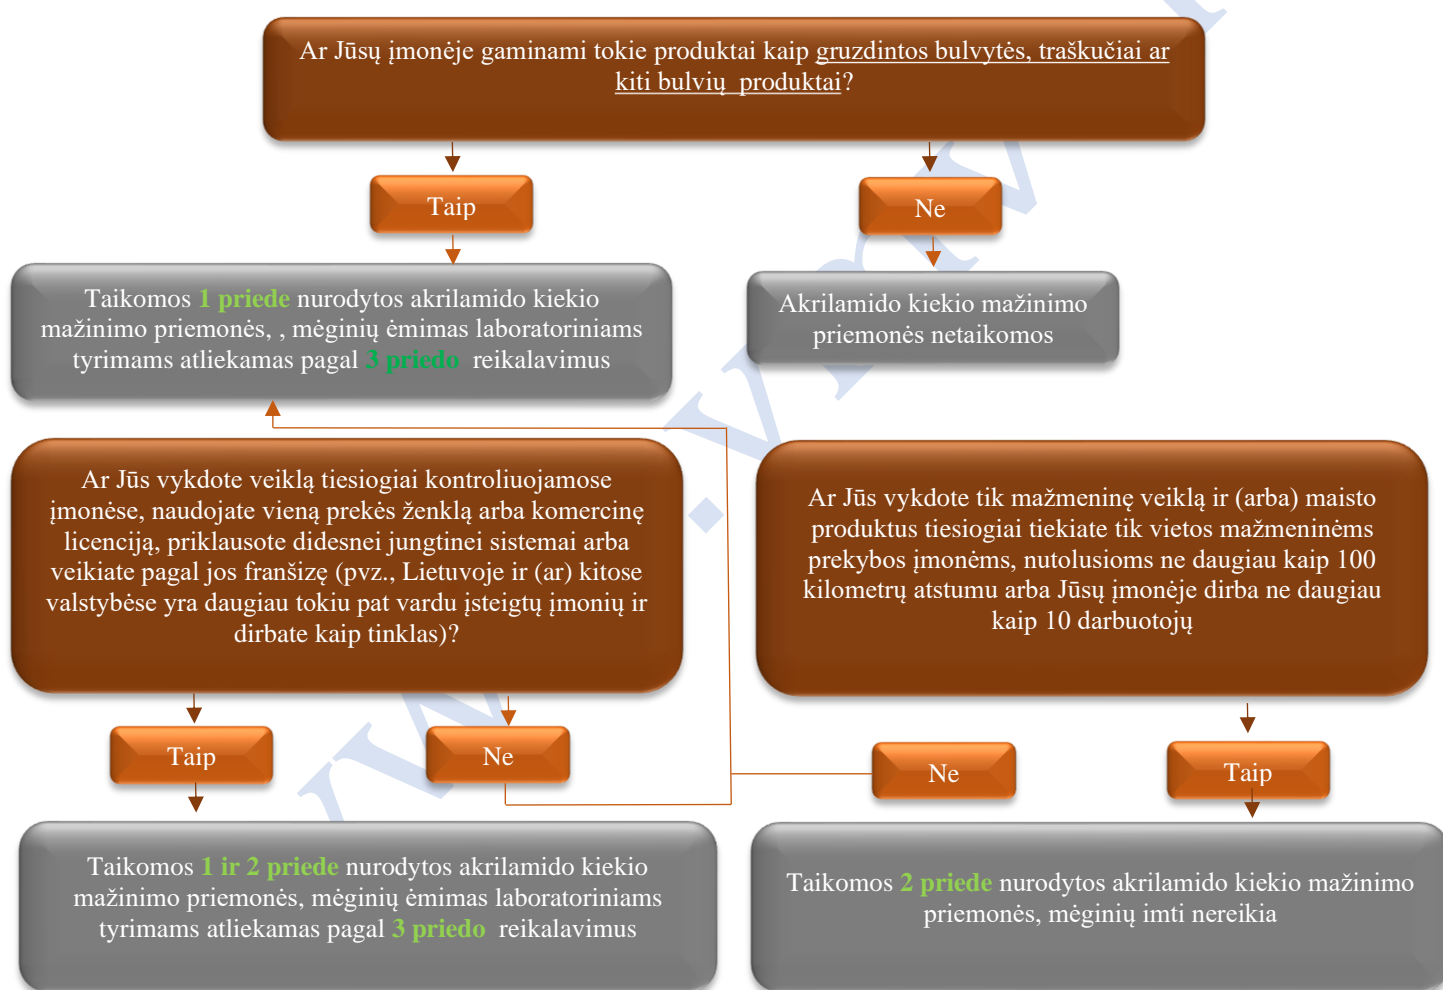 Ar Jūsų įmonėje gaminami tokie produktai kaip gruzdintos bulvytės, traškučiai ar
kiti bulvių produktai?
Taip
Ne
Taikomos 1 priede nurodytos akrilamido kiekio
mažinimo priemonės, , mėginių ėmimas laboratoriniams
tyrimams atliekamas pagal 3 priedo reikalavimus
Akrilamido kiekio mažinimo
priemonės netaikomos
Ar Jūs vykdote veiklą tiesiogiai kontroliuojamose
įmonėse, naudojate vieną prekės ženklą arba komercinę
licenciją, priklausote didesnei jungtinei sistemai arba
veikiate pagal jos franšizę (pvz., Lietuvoje ir (ar) kitose
valstybėse yra daugiau tokiu pat vardu įsteigtų įmonių ir
dirbate kaip tinklas)?
Ar Jūs vykdote tik mažmeninę veiklą ir (arba) maisto
produktus tiesiogiai tiekiate tik vietos mažmeninėms
prekybos įmonėms, nutolusioms ne daugiau kaip 100
kilometrų atstumu arba Jūsų įmonėje dirba ne daugiau
kaip 10 darbuotojų
Taip
Ne
Ne
Taip
Taikomos 1 ir 2 priede nurodytos akrilamido kiekio
mažinimo priemonės, mėginių ėmimas laboratoriniams
tyrimams atliekamas pagal 3 priedo reikalavimus
Taikomos 2 priede nurodytos akrilamido kiekio mažinimo
priemonės, mėginių imti nereikia